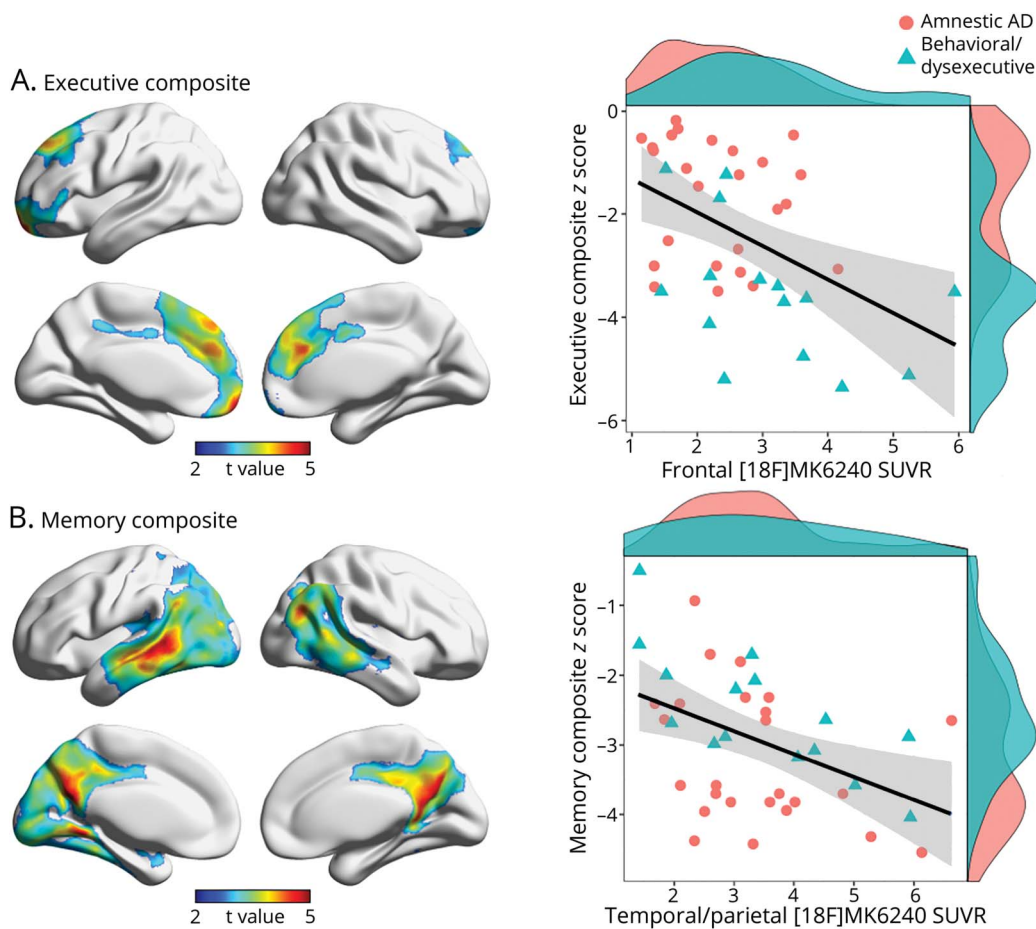 Amnestic AD
Behavioral/
dysexecutive
A. Executive composite
2 t value 5
Executive composite z score
0
−2
−4
−6
1 2 3 4 5 6
Frontal [18F]MK6240 SUVR
B. Memory composite
2 t value 5
Memory composite z score
−1
−2
−3
−4
2 3 4 5 6
Temporal/parietal [18F]MK6240 SUVR